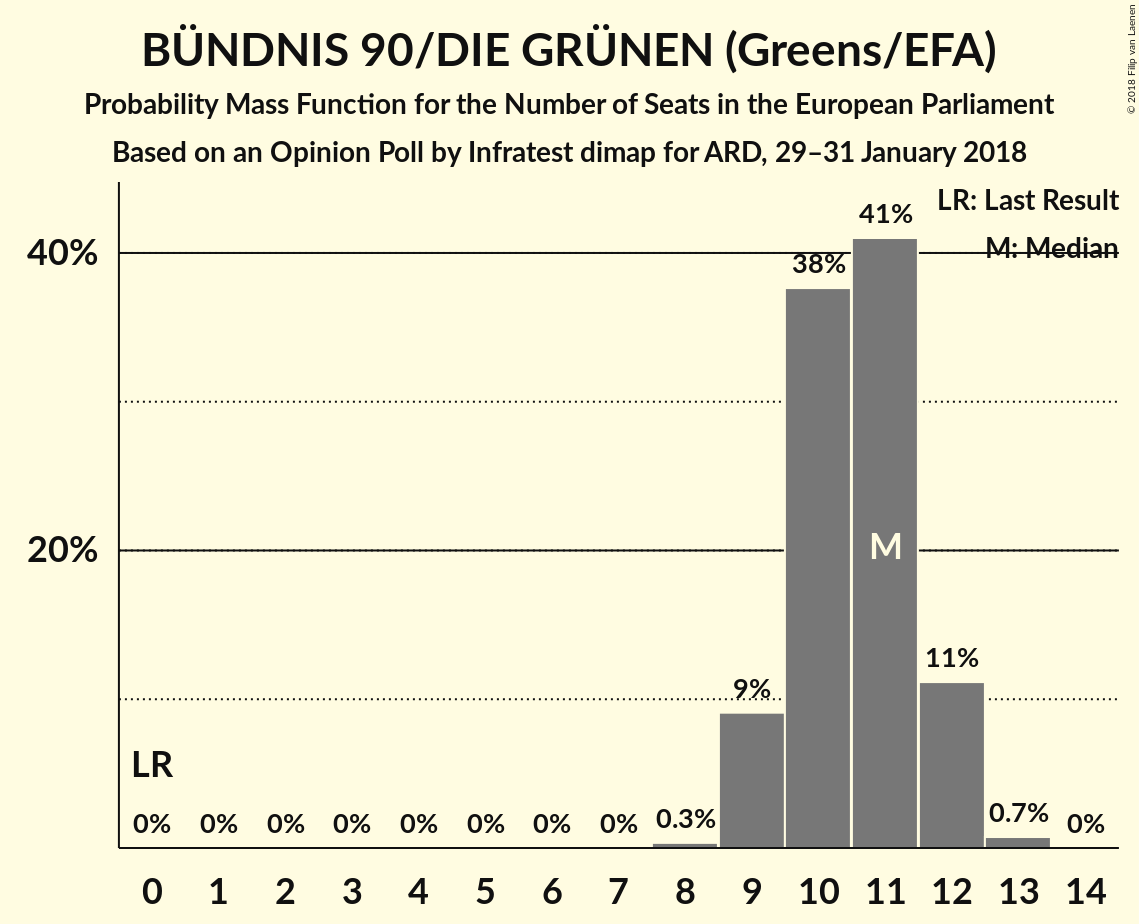 BÜNDNIS 90/DIE GRÜNEN (Greens/EFA)
Probability Mass Function for the Number of Seats in the European Parliament
Based on an Opinion Poll by Infratest dimap for ARD, 29–31 January 2018
© 2018 Filip van Laenen
LR: Last Result
M: Median
40%
20%
41%
38%
M
11%
9%
LR
0% 0% 0% 0% 0% 0% 0% 0% 0.3% 0.7% 0%
0 1 2 3 4 5 6 7 8 9 10 11 12 13 14